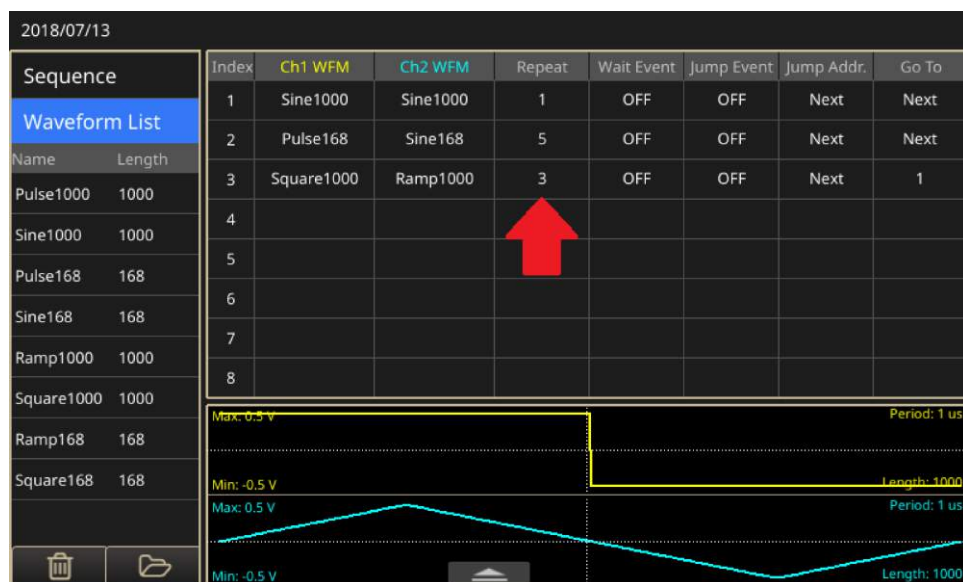 2018/07/13
Sequence
Waveform List
Name Length
Pulse1000 1000
Sine1000 1000
Pulse168 168
Sine168 168
Ramp1000 1000
Square1000 1000
Ramp168 168
Square168 168
Index Ch1 WFM Ch2 WFM Repeat Wait Event Jump Event Jump Addr. Go To
1 Sine1000 Sine1000 1 OFF OFF Next Next
2 Pulse168 Sine168 5 OFF OFF Next Next
3 Square1000 Ramp1000 3 OFF OFF Next 1
4
5
6
7
8
Max: 0.5 V Period: 1 us
Min: -0.5 V Length: 1000
Max: 0.5 V Period: 1 us
Min: -0.5 V Length: 1000